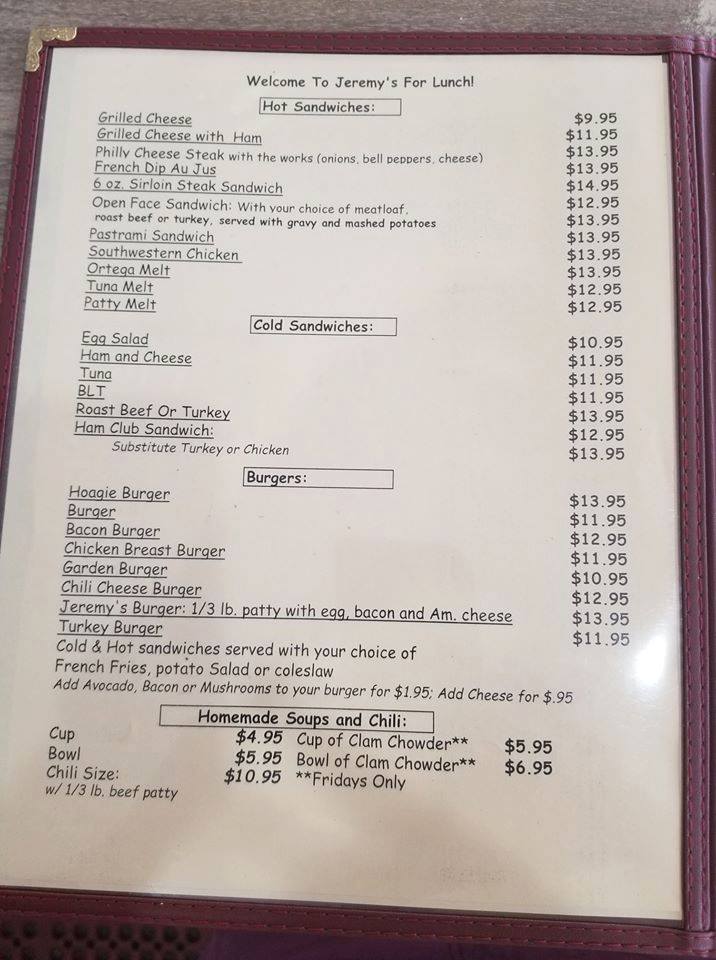 Welcome To Jeremy's For Lunch!
Hot Sandwiches:
Grilled Cheese $9.95
Grilled Cheese with Ham $11.95
Philly Cheese Steak with the works (onions, bell peppers, cheese) $13.95
French Dip Au Jus $13.95
6 oz. Sirloin Steak Sandwich $14.95
Open Face Sandwich: With your choice of meatloaf, $12.95
roast beef or turkey, served with gravy and mashed potatoes $13.95
Pastrami Sandwich $13.95
Southwestern Chicken $13.95
Ortega Melt $13.95
Tuna Melt $12.95
Patty Melt $12.95
Cold Sandwiches:
Egg Salad $10.95
Ham and Cheese $11.95
Tuna $11.95
BLT $11.95
Roast Beef Or Turkey $13.95
Ham Club Sandwich: $12.95
Substitute Turkey or Chicken $13.95
Burgers:
Hoagie Burger $13.95
Burger $11.95
Bacon Burger $12.95
Chicken Breast Burger $11.95
Garden Burger $10.95
Chili Cheese Burger $12.95
Jeremy's Burger: 1/3 lb. patty with egg, bacon and Am. cheese $13.95
Turkey Burger $11.95
Cold & Hot sandwiches served with your choice of
French Fries, potato Salad or coleslaw
Add Avocado, Bacon or Mushrooms to your burger for $1.95; Add Cheese for $.95
Homemade Soups and Chili:
Cup $4.95 Cup of Clam Chowder** $5.95
Bowl $5.95 Bowl of Clam Chowder** $6.95
Chili Size: $10.95 **Fridays Only
w/ 1/3 lb. beef patty